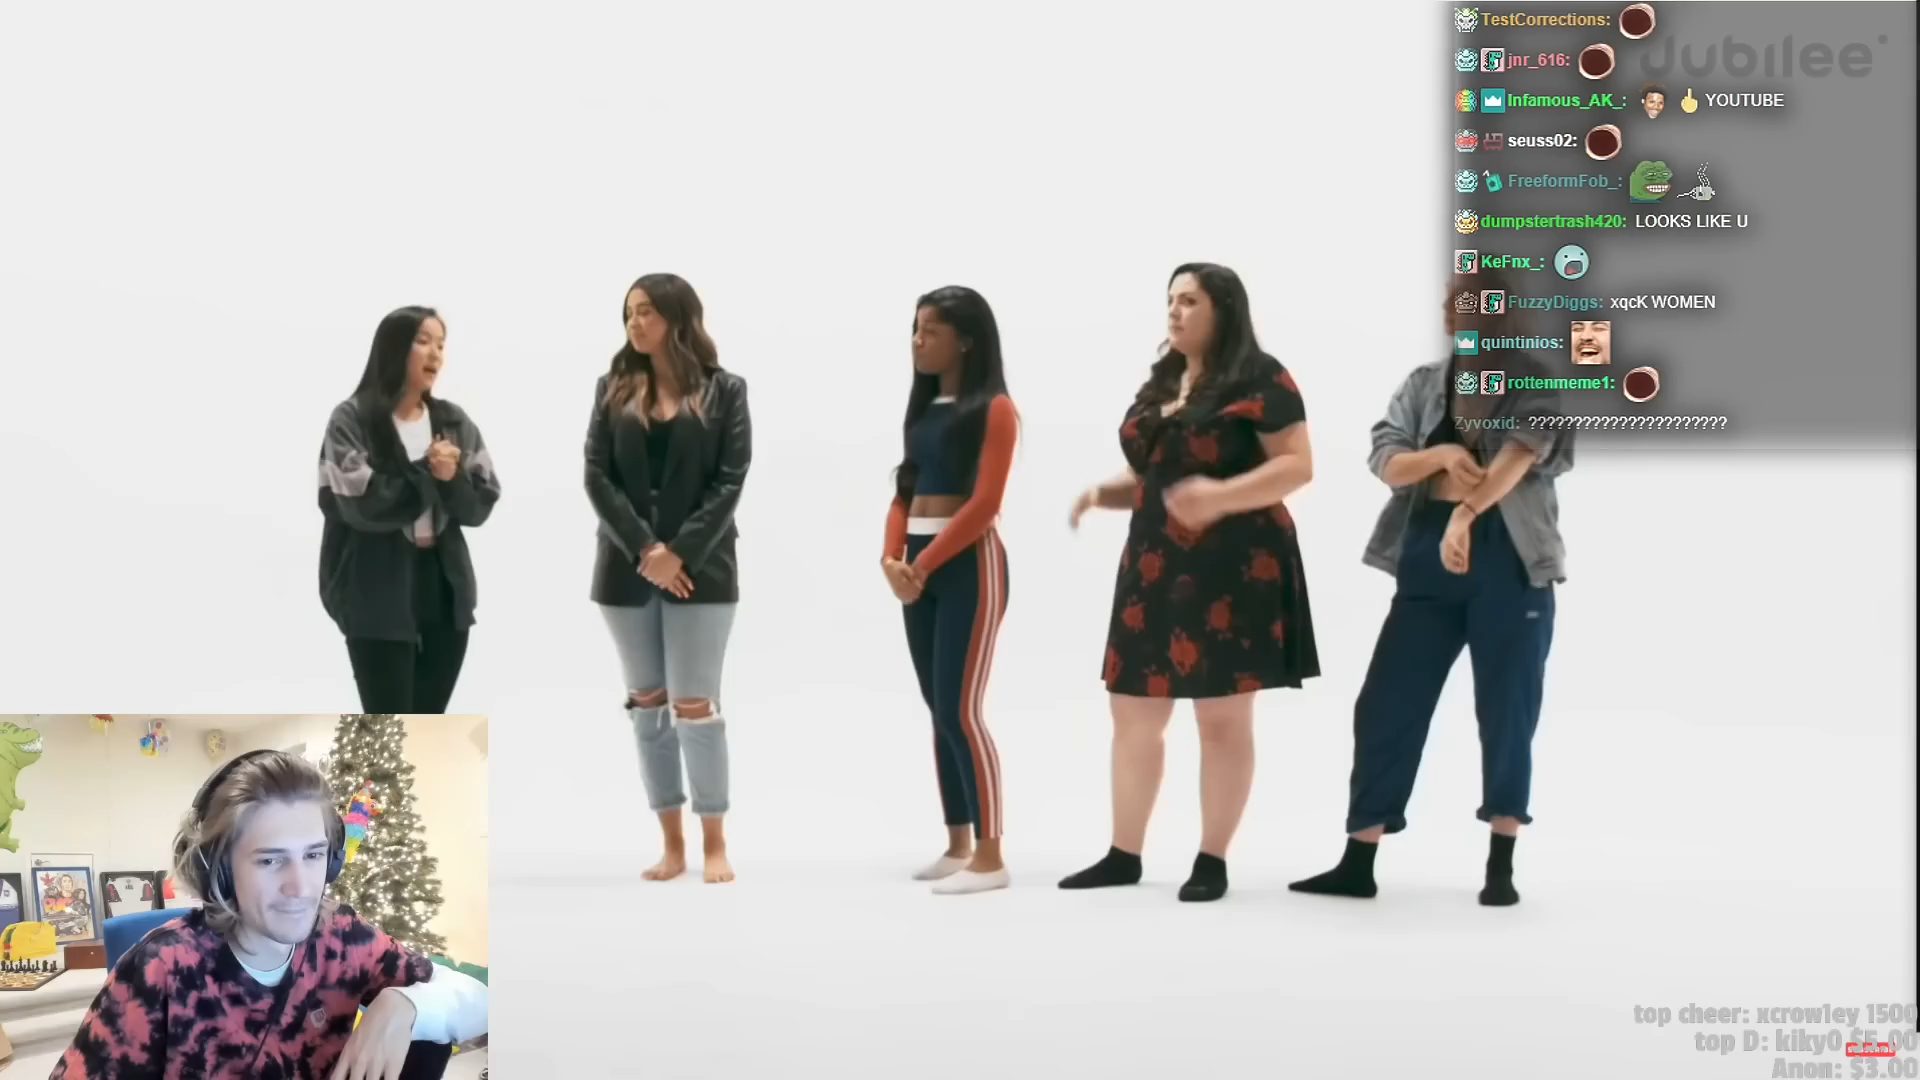 TestCorrections:
jubilee
jnr_616:
Infamous_AK_: YOUTUBE
seuss02:
FreeformFob_:
dumpstertrash420: LOOKS LIKE U
KeFnx_:
FuzzyDiggs: xqcK WOMEN
quintinios:
rottenmeme1:
Zyvoxid: ??????????????????????
top cheer: xcrow1ey 1500
top D: kiky0 $5.00
Anon: $3.00